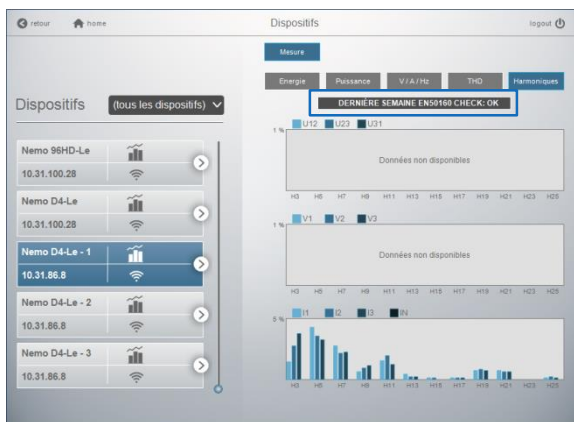 retour home Dispositifs logout
Mesure
Energie Puissance V / A / Hz THD Harmoniques
Dispositifs (tous les dispositifs)
DERNIÈRE SEMAINE EN50160 CHECK: OK
Nemo 96HD-Le
10.31.100.28
Nemo D4-Le
10.31.100.28
Nemo D4-Le - 1
10.31.86.8
Nemo D4-Le - 2
10.31.86.8
Nemo D4-Le - 3
10.31.86.8
U12 U23 U31
1 %
Données non disponibles
H3 H5 H7 H9 H11 H13 H15 H17 H19 H21 H23 H25
V1 V2 V3
1 %
Données non disponibles
H3 H5 H7 H9 H11 H13 H15 H17 H19 H21 H23 H25
I1 I2 I3 IN
5 %
H3 H5 H7 H9 H11 H13 H15 H17 H19 H21 H23 H25